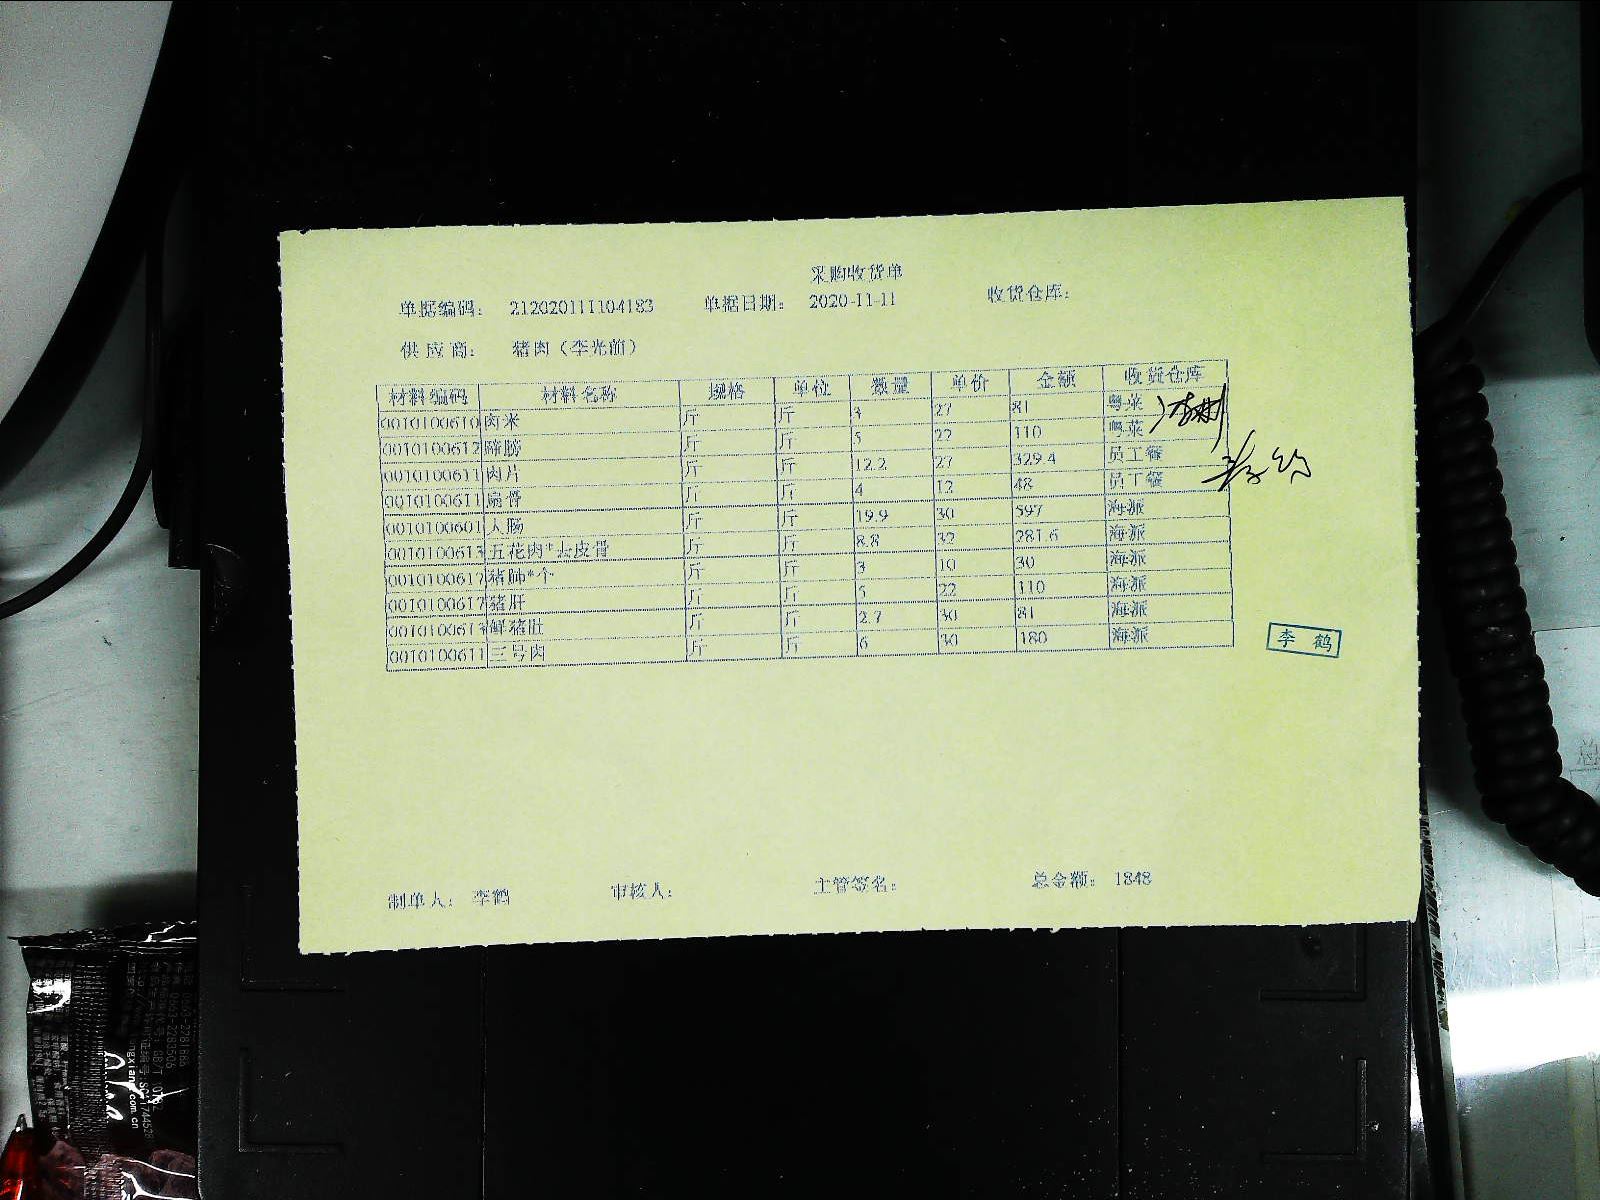 采购收货单
单据编码： 212020111104183 单据日期： 2020-11-11 收货仓库：
供应商： 猪肉（李光前）
材料编码 材料名称 规格 单位 数量 单价 金额 收货仓库
0010100610 肉米 斤 斤 3 27 81 粤菜
0010100612 蹄膀 斤 斤 5 22 110 粤菜
0010100611 肉片 斤 斤 12.2 27 329.4 员工餐
0010100611 扇骨 斤 斤 4 12 48 员工餐
0010100601 大肠 斤 斤 19.9 30 597 海派
0010100613 五花肉*去皮骨 斤 斤 8.8 32 281.6 海派
0010100617 猪肺*个 斤 斤 3 10 30 海派
0010100617 猪肝 斤 斤 5 22 110 海派
0010100613 鲜猪肚 斤 斤 2.7 30 81 海派
0010100611 三号肉 斤 斤 6 30 180 海派
李鹤
制单人： 李鹤 审核人： 主管签名： 总金额： 1848